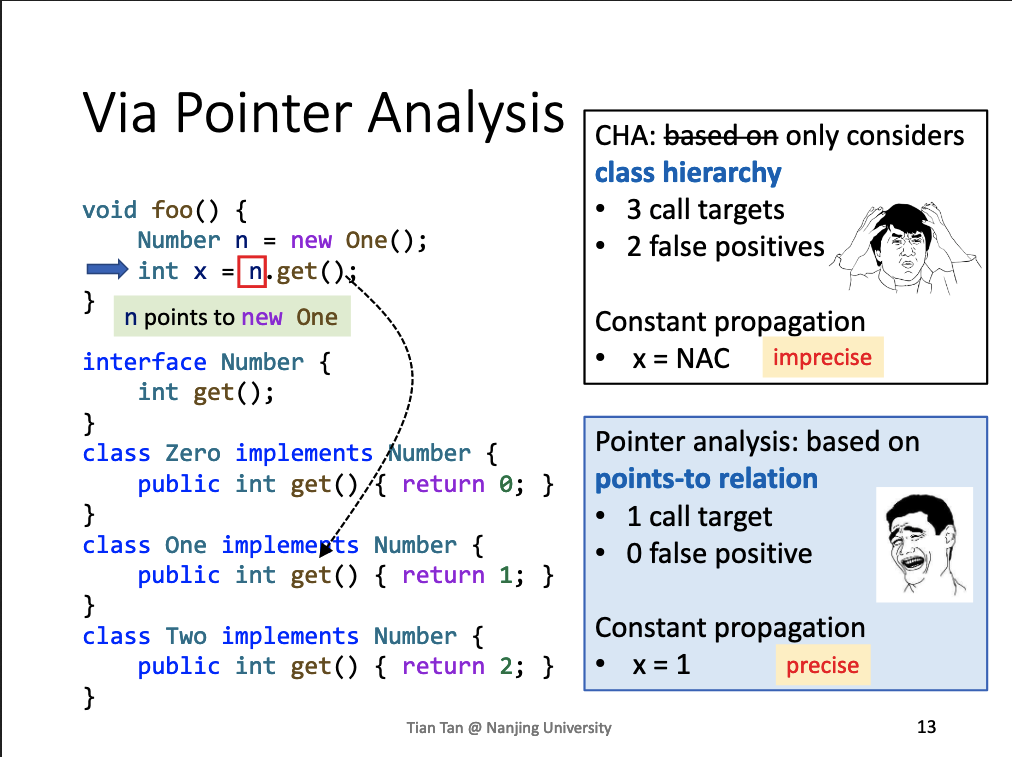 Via Pointer Analysis
void foo() {
    Number n = new One();
    int x = n.get();
}
n points to new One
interface Number {
    int get();
}
class Zero implements Number {
    public int get() { return 0; }
}
class One implements Number {
    public int get() { return 1; }
}
class Two implements Number {
    public int get() { return 2; }
}
CHA: based on only considers
class hierarchy
• 3 call targets
• 2 false positives
Constant propagation
• x = NAC imprecise
Pointer analysis: based on
points-to relation
• 1 call target
• 0 false positive
Constant propagation
• x = 1 precise
Tian Tan @ Nanjing University
13